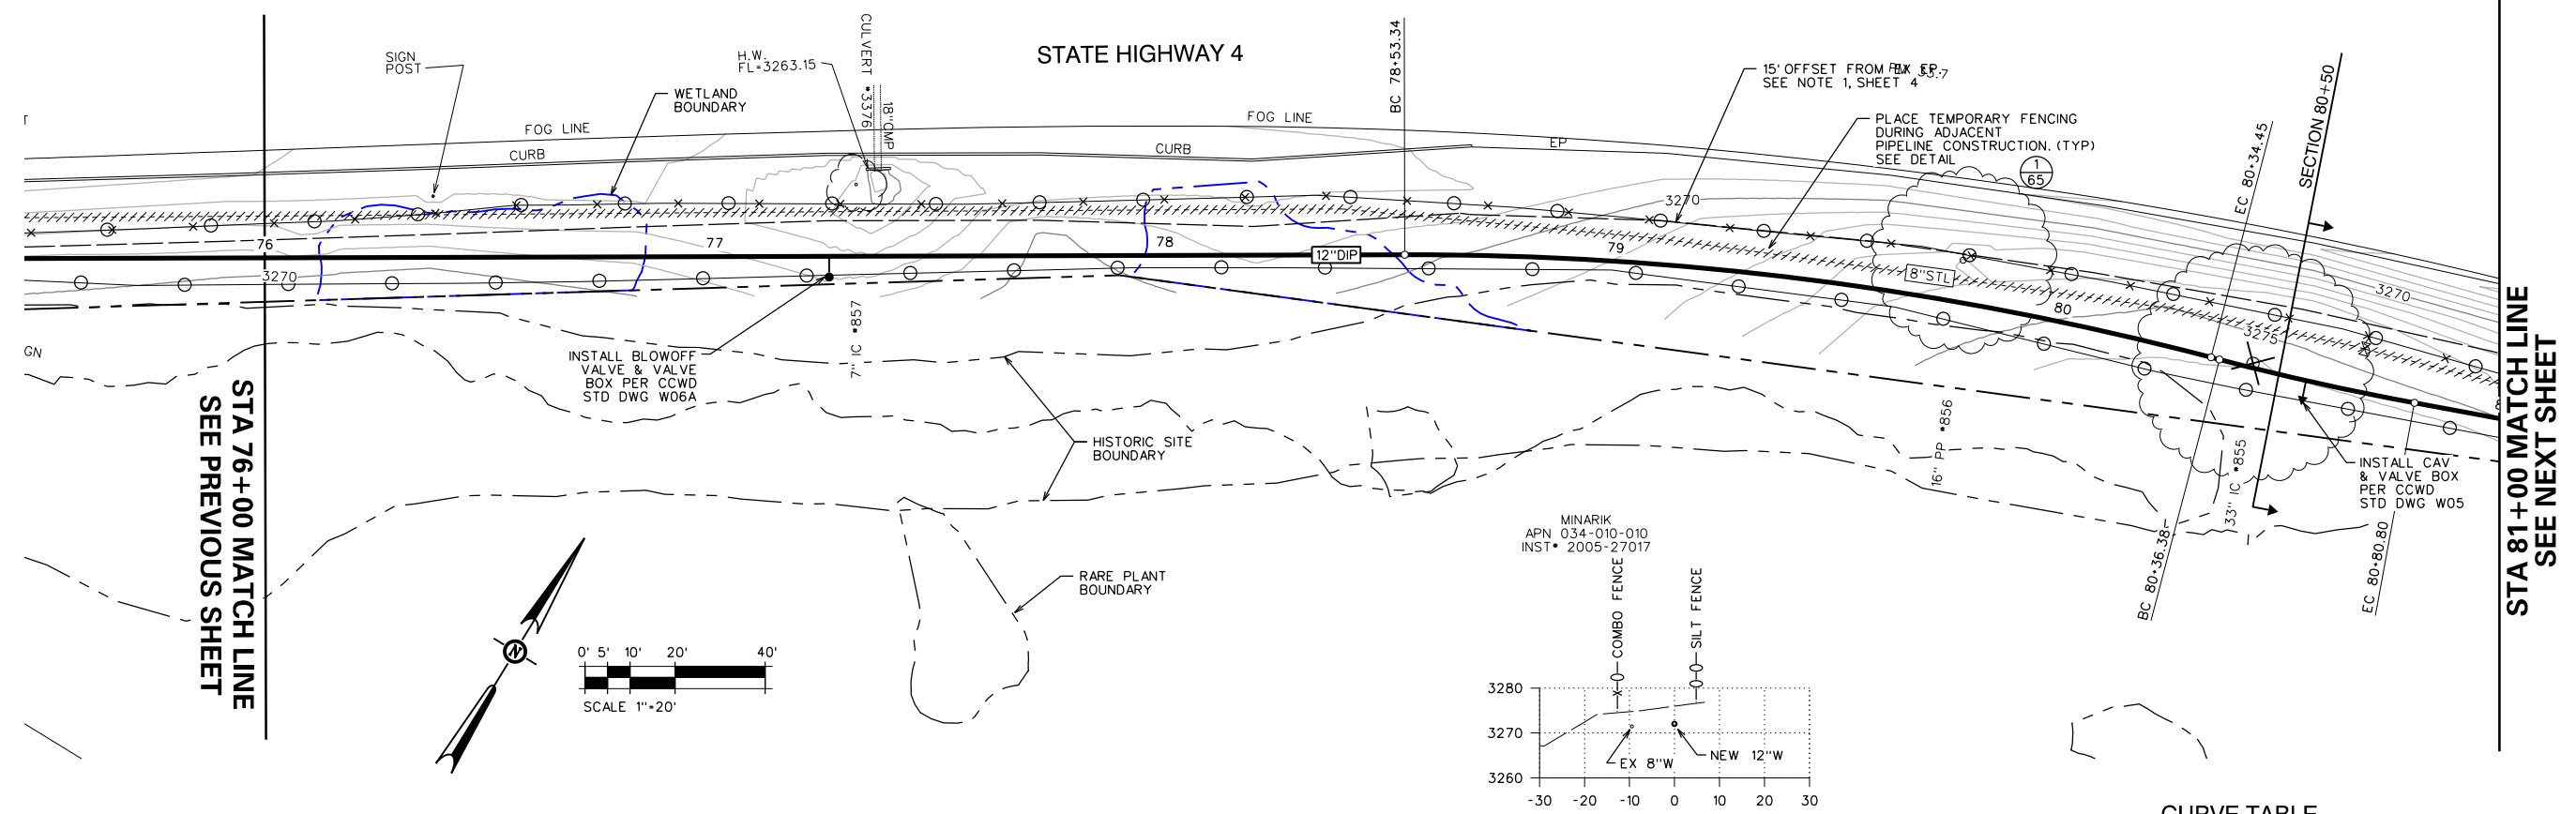 STATE HIGHWAY 4
SIGN
POST
H.W.
FL=3263.15
CULVERT #3376
18"CMP
WETLAND
BOUNDARY
FOG LINE
CURB
FOG LINE
CURB
BC 78+53.34
EP
15' OFFSET FROM EX EP.
SEE NOTE 1, SHEET 4
PLACE TEMPORARY FENCING
DURING ADJACENT
PIPELINE CONSTRUCTION. (TYP)
SEE DETAIL
1
65
EC 80+34.45
SECTION 80+50
3270
3270
76
77
78
79
80
3270
12"DIP
8"STL
3275
INSTALL BLOWOFF
VALVE & VALVE
BOX PER CCWD
STD DWG W06A
7" IC #857
HISTORIC SITE
BOUNDARY
16" PP #856
33" IC #855
INSTALL CAV
& VALVE BOX
PER CCWD
STD DWG W05
BC 80+36.38
EC 80+80.80
GN
STA 76+00 MATCH LINE
SEE PREVIOUS SHEET
STA 81+00 MATCH LINE
SEE NEXT SHEET
RARE PLANT
BOUNDARY
MINARIK
APN 034-010-010
INST# 2005-27017
N
0' 5' 10' 20' 40'
SCALE 1"=20'
COMBO FENCE
SILT FENCE
3280
3270
3260
EX 8"W
NEW 12"W
-30 -20 -10 0 10 20 30
CURVE TABLE